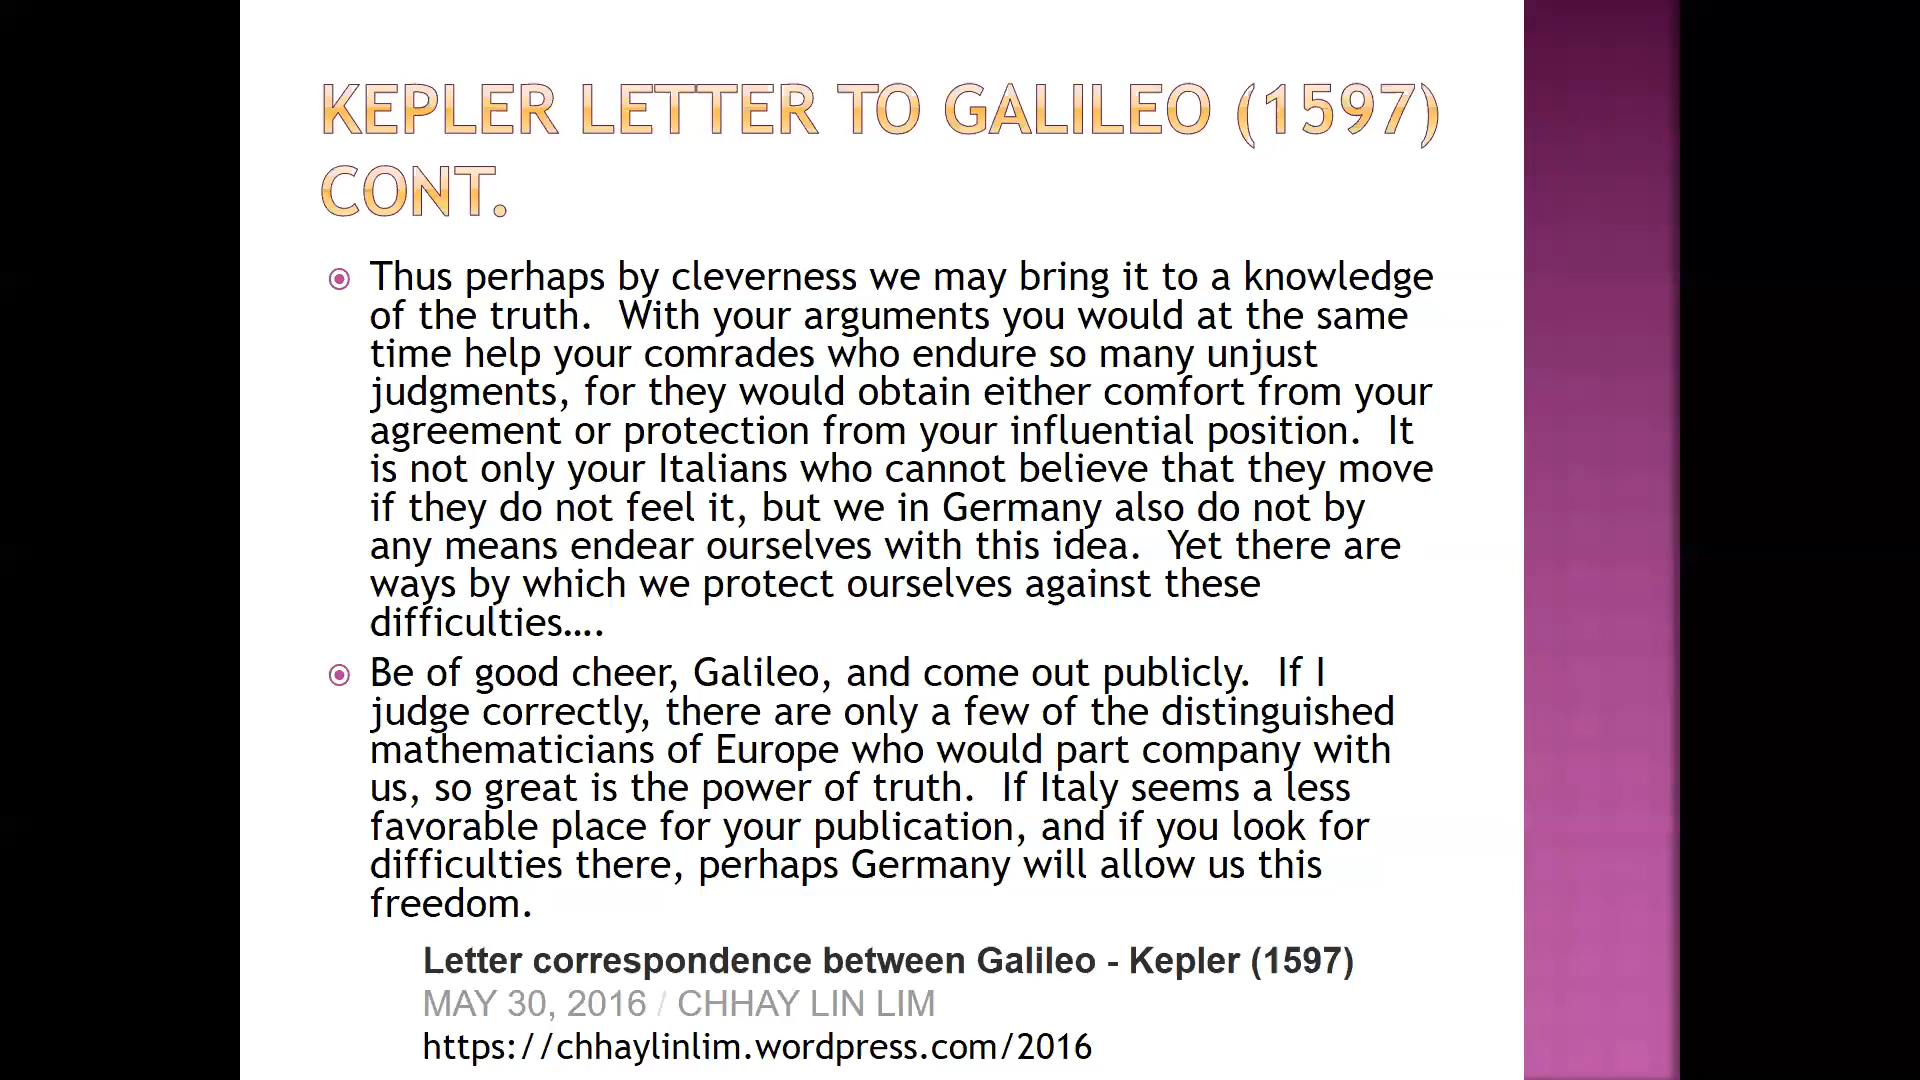 KEPLER LETTER TO GALILEO (1597)
CONT.
Thus perhaps by cleverness we may bring it to a knowledge
of the truth.  With your arguments you would at the same
time help your comrades who endure so many unjust
judgments, for they would obtain either comfort from your
agreement or protection from your influential position.  It
is not only your Italians who cannot believe that they move
if they do not feel it, but we in Germany also do not by
any means endear ourselves with this idea.  Yet there are
ways by which we protect ourselves against these
difficulties….
Be of good cheer, Galileo, and come out publicly.  If I
judge correctly, there are only a few of the distinguished
mathematicians of Europe who would part company with
us, so great is the power of truth.  If Italy seems a less
favorable place for your publication, and if you look for
difficulties there, perhaps Germany will allow us this
freedom.
Letter correspondence between Galileo - Kepler (1597)
MAY 30, 2016 / CHHAY LIN LIM
https://chhaylinlim.wordpress.com/2016